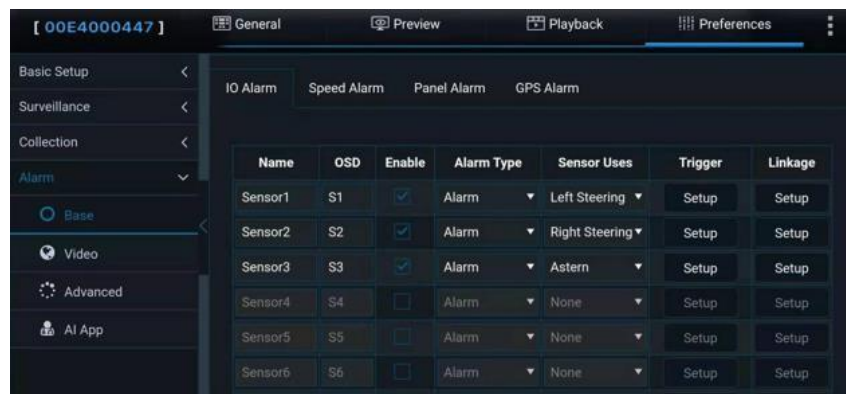 [ 00E4000447 ] General Preview Playback Preferences
Basic Setup
Surveillance
Collection
Alarm
Base
Video
Advanced
AI App
IO Alarm Speed Alarm Panel Alarm GPS Alarm
Name OSD Enable Alarm Type Sensor Uses Trigger Linkage
Sensor1 S1 Alarm Left Steering Setup Setup
Sensor2 S2 Alarm Right Steering Setup Setup
Sensor3 S3 Alarm Astern Setup Setup
Sensor4 S4 Alarm None Setup Setup
Sensor5 S5 Alarm None Setup Setup
Sensor6 S6 Alarm None Setup Setup